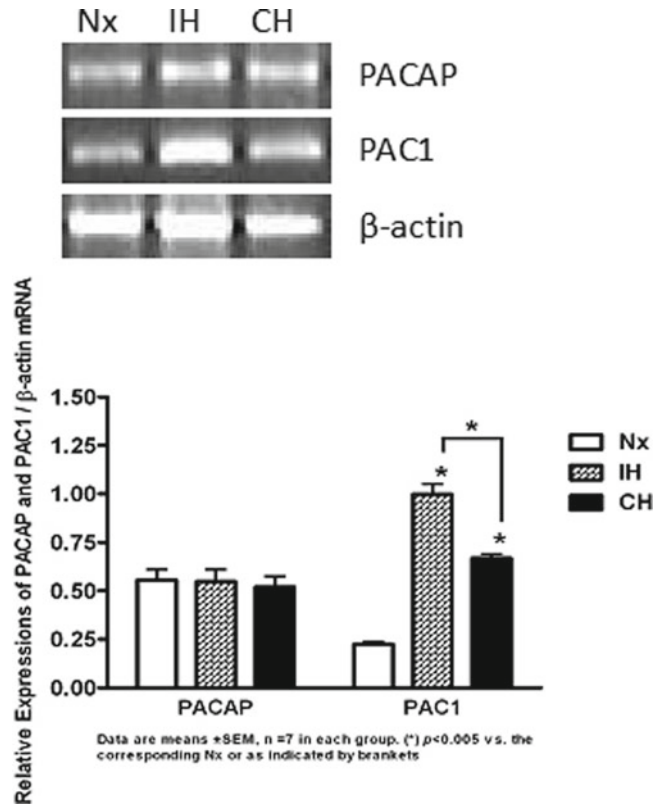 Nx IH CH
PACAP
PAC1
β-actin
Relative Expressions of PACAP and PAC1 / β-actin mRNA
1.50
1.25
1.00
0.75
0.50
0.25
0.00
*
*
*
Nx
IH
CH
PACAP PAC1
Data are means ±SEM, n =7 in each group. (*) p<0.005 vs. the
corresponding Nx or as indicated by brankets